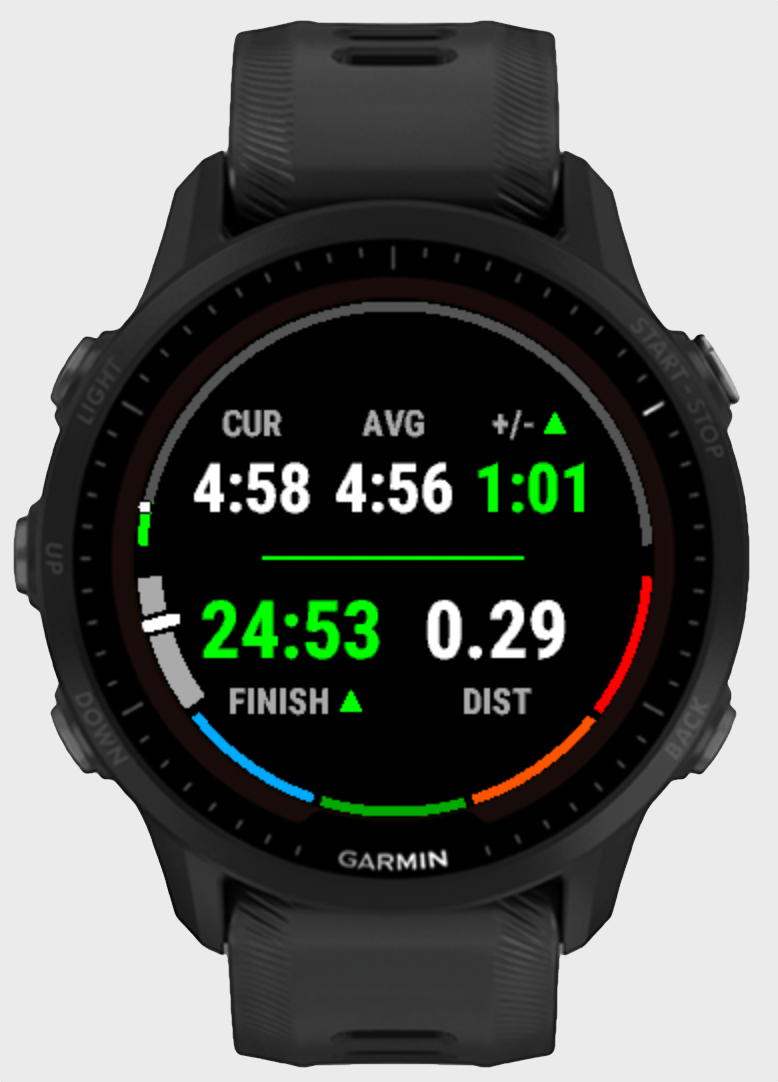 CUR AVG +/- ▲
4:58 4:56 1:01
24:53 0.29
FINISH ▲ DIST
LIGHT
START - STOP
UP
DOWN
BACK
GARMIN